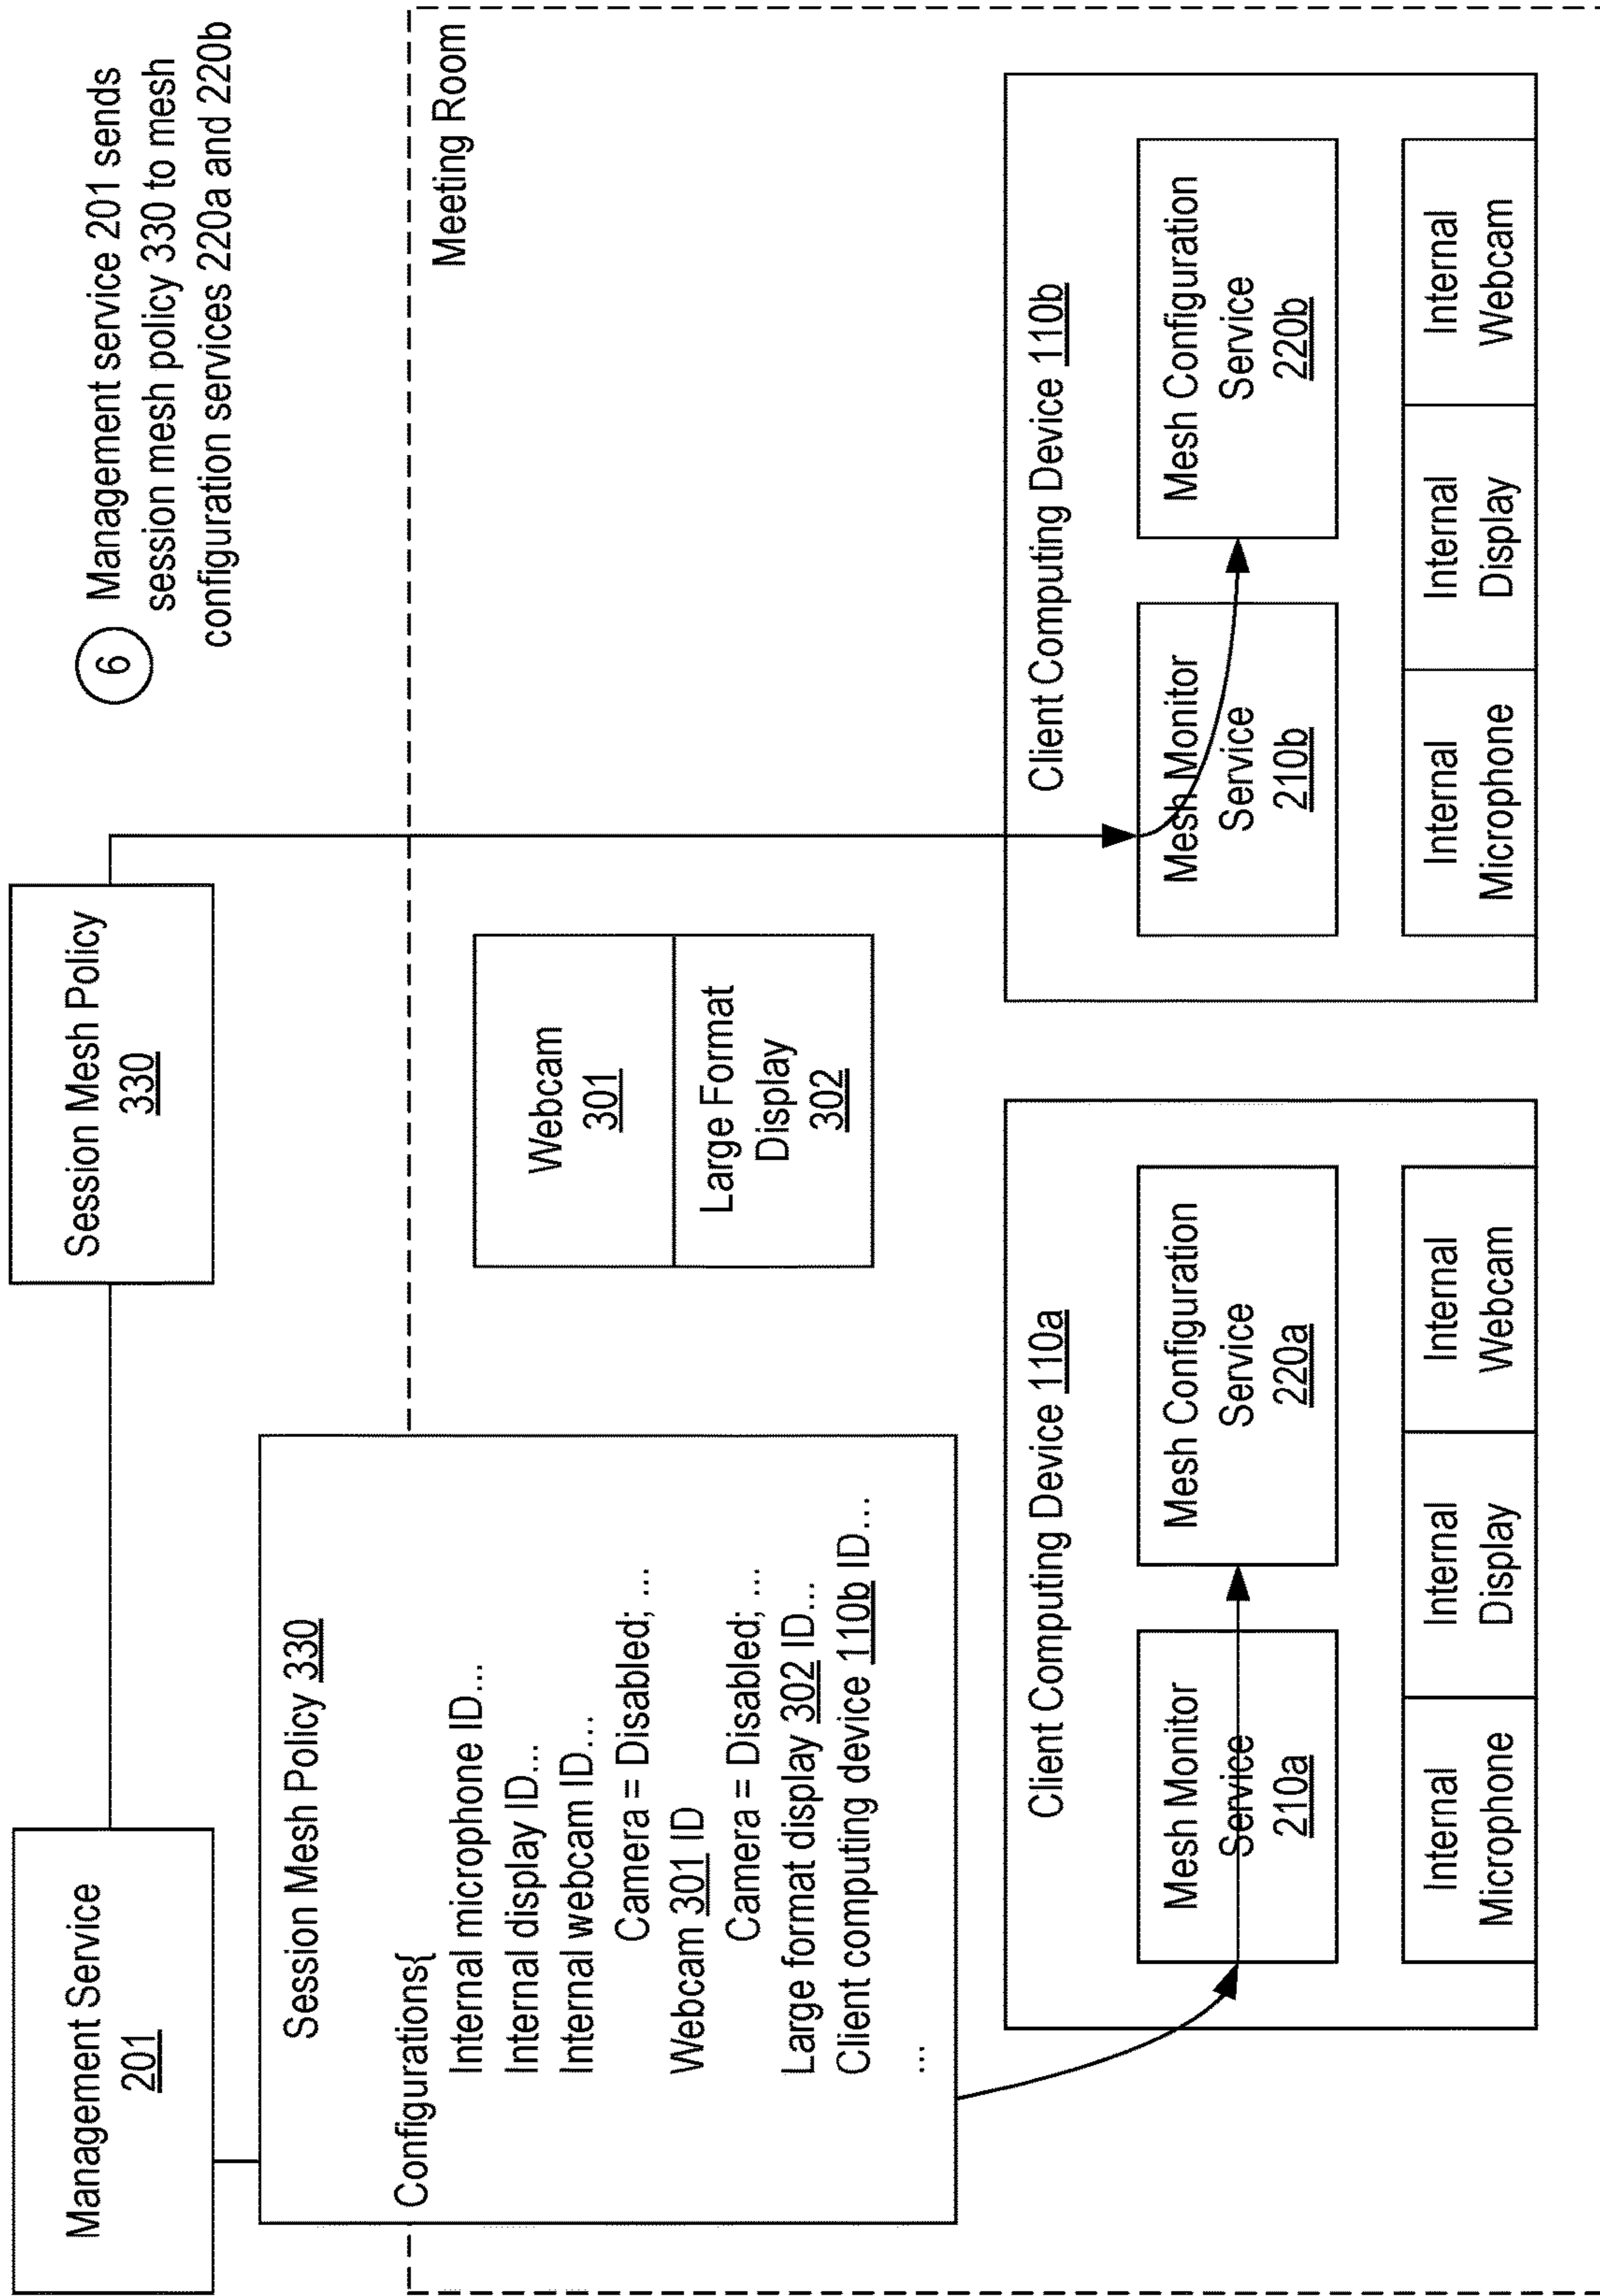 Management Service
201
Session Mesh Policy
330
6
Management service 201 sends
session mesh policy 330 to mesh
configuration services 220a and 220b
Session Mesh Policy 330
Configurations{
Internal microphone ID...
Internal display ID...
Internal webcam ID...
Camera = Disabled; ...
Webcam 301 ID
Camera = Disabled; ...
Large format display 302 ID...
Client computing device 110b ID...
...
Meeting Room
Webcam
301
Large Format
Display
302
Client Computing Device 110a
Mesh Monitor
Service
210a
Mesh Configuration
Service
220a
Internal
Microphone
Internal
Display
Internal
Webcam
Client Computing Device 110b
Mesh Monitor
Service
210b
Mesh Configuration
Service
220b
Internal
Microphone
Internal
Display
Internal
Webcam